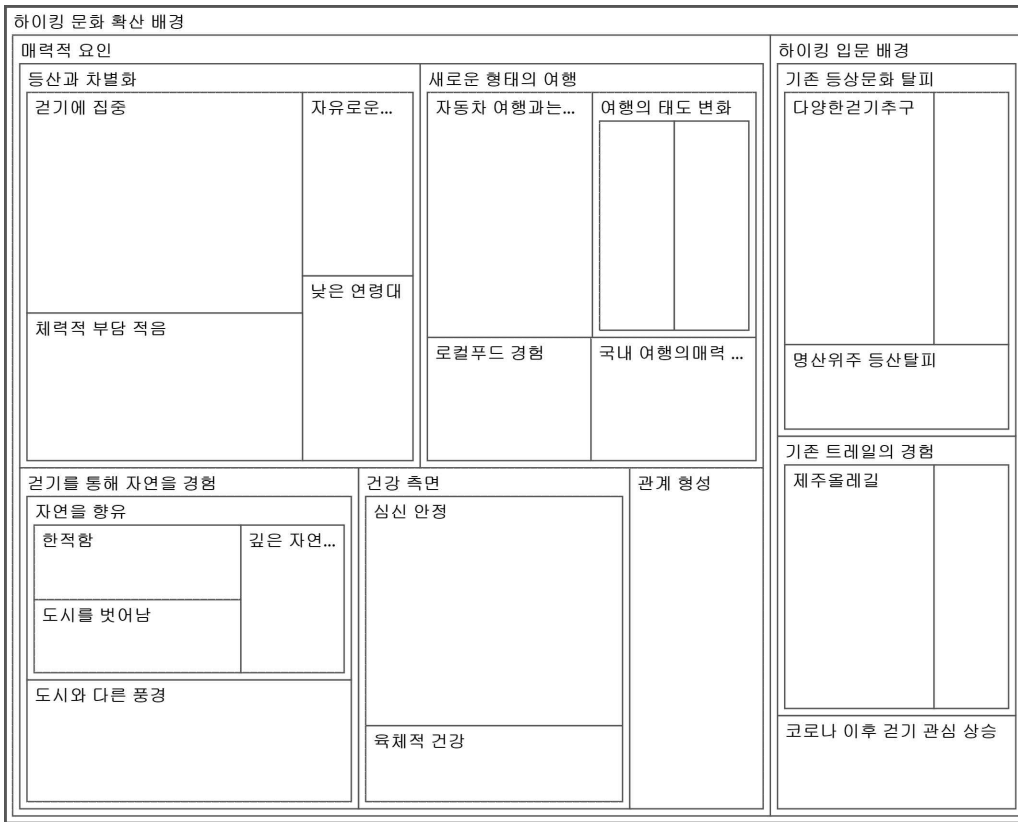 하이킹 문화 확산 배경
매력적 요인
등산과 차별화
걷기에 집중
자유로운...
낮은 연령대
체력적 부담 적음
새로운 형태의 여행
자동차 여행과는...
여행의 태도 변화
로컬푸드 경험
국내 여행의매력 ...
걷기를 통해 자연을 경험
자연을 향유
한적함
깊은 자연...
도시를 벗어남
도시와 다른 풍경
건강 측면
심신 안정
육체적 건강
관계 형성
하이킹 입문 배경
기존 등상문화 탈피
다양한걷기추구
명산위주 등산탈피
기존 트레일의 경험
제주올레길
코로나 이후 걷기 관심 상승